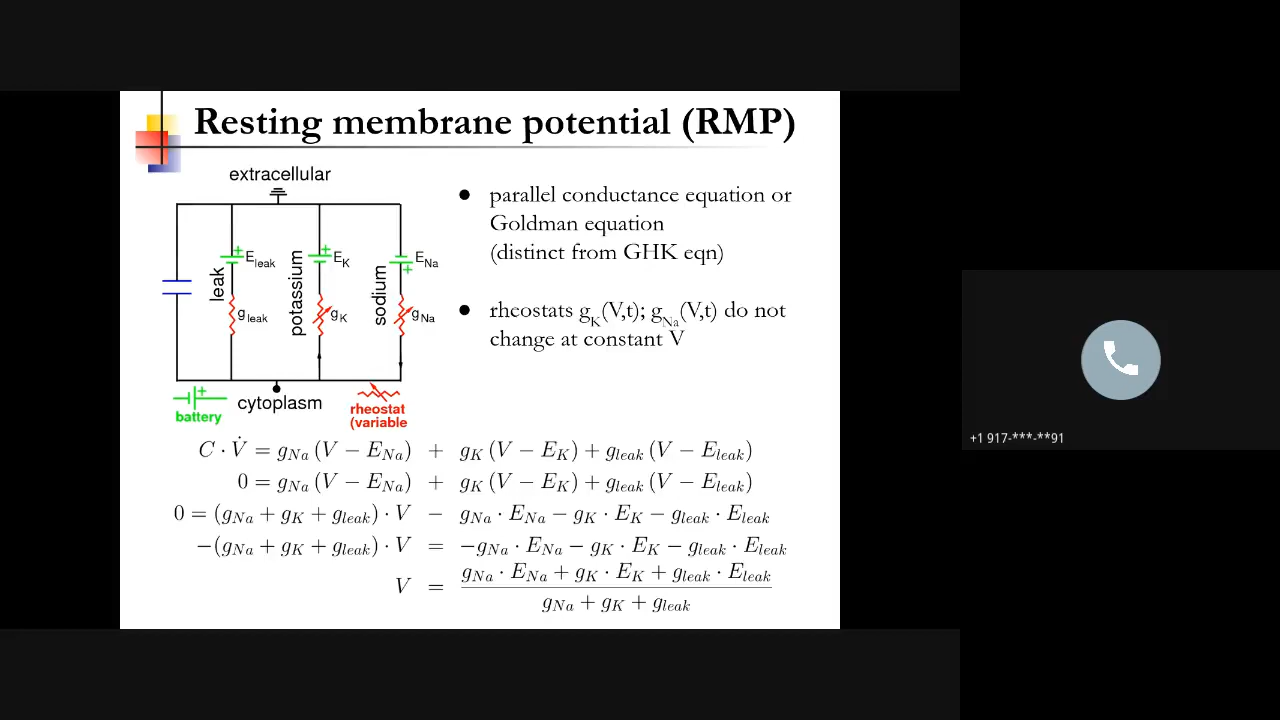 Resting membrane potential (RMP)
extracellular
leak
E_leak
g_leak
potassium
E_K
g_K
sodium
E_Na
g_Na
+
+
+
+
battery
cytoplasm
rheostat
(variable
● parallel conductance equation or
Goldman equation
(distinct from GHK eqn)
● rheostats g_K(V,t); g_Na(V,t) do not
change at constant V
C · V̇ = g_Na (V − E_Na) + g_K (V − E_K) + g_leak (V − E_leak)
0 = g_Na (V − E_Na) + g_K (V − E_K) + g_leak (V − E_leak)
0 = (g_Na + g_K + g_leak) · V − g_Na · E_Na − g_K · E_K − g_leak · E_leak
−(g_Na + g_K + g_leak) · V = −g_Na · E_Na − g_K · E_K − g_leak · E_leak
g_Na · E_Na + g_K · E_K + g_leak · E_leak
V =
g_Na + g_K + g_leak
+1 917-***-**91